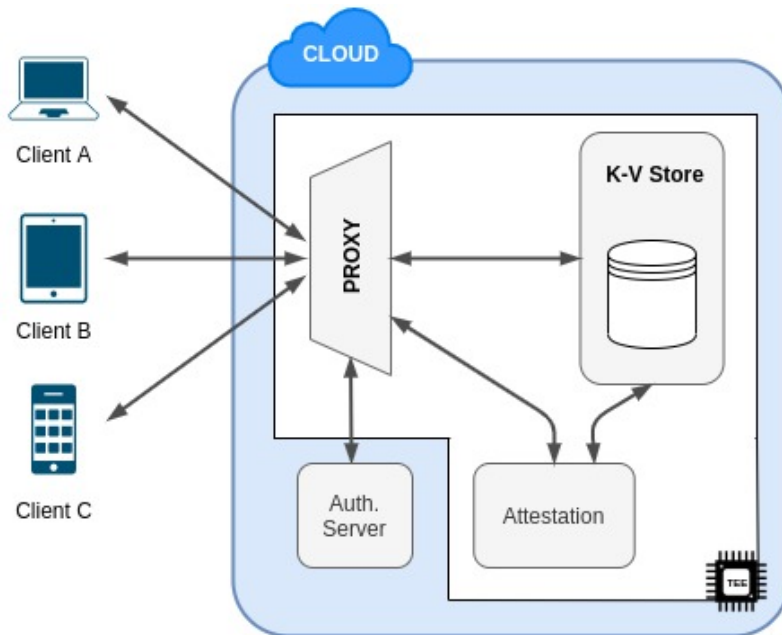 CLOUD
Client A
Client B
Client C
PROXY
K-V Store
Auth.
Server
Attestation
TEE